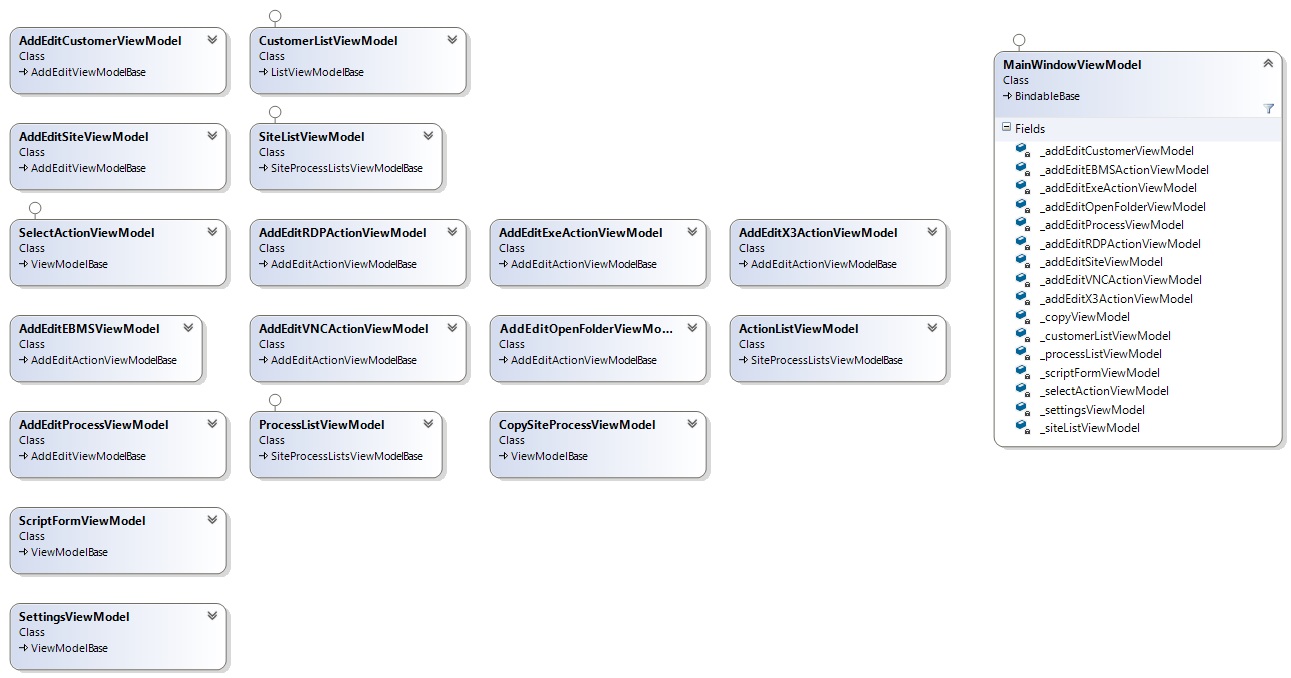 AddEditCustomerViewModel
Class
AddEditViewModelBase
CustomerListViewModel
Class
ListViewModelBase
AddEditSiteViewModel
Class
AddEditViewModelBase
SiteListViewModel
Class
SiteProcessListsViewModelBase
SelectActionViewModel
Class
ViewModelBase
AddEditRDPActionViewModel
Class
AddEditActionViewModelBase
AddEditExeActionViewModel
Class
AddEditActionViewModelBase
AddEditX3ActionViewModel
Class
AddEditActionViewModelBase
AddEditEBMSViewModel
Class
AddEditActionViewModelBase
AddEditVNCActionViewModel
Class
AddEditActionViewModelBase
AddEditOpenFolderViewMo...
Class
AddEditActionViewModelBase
ActionListViewModel
Class
SiteProcessListsViewModelBase
AddEditProcessViewModel
Class
AddEditViewModelBase
ProcessListViewModel
Class
SiteProcessListsViewModelBase
CopySiteProcessViewModel
Class
ViewModelBase
ScriptFormViewModel
Class
ViewModelBase
SettingsViewModel
Class
ViewModelBase
MainWindowViewModel
Class
BindableBase
Fields
_addEditCustomerViewModel
_addEditEBMSActionViewModel
_addEditExeActionViewModel
_addEditOpenFolderViewModel
_addEditProcessViewModel
_addEditRDPActionViewModel
_addEditSiteViewModel
_addEditVNCActionViewModel
_addEditX3ActionViewModel
_copyViewModel
_customerListViewModel
_processListViewModel
_scriptFormViewModel
_selectActionViewModel
_settingsViewModel
_siteListViewModel